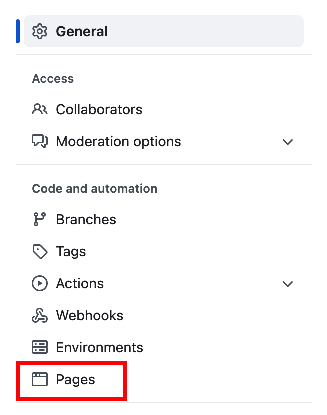 General
Access
Collaborators
Moderation options
Code and automation
Branches
Tags
Actions
Webhooks
Environments
Pages